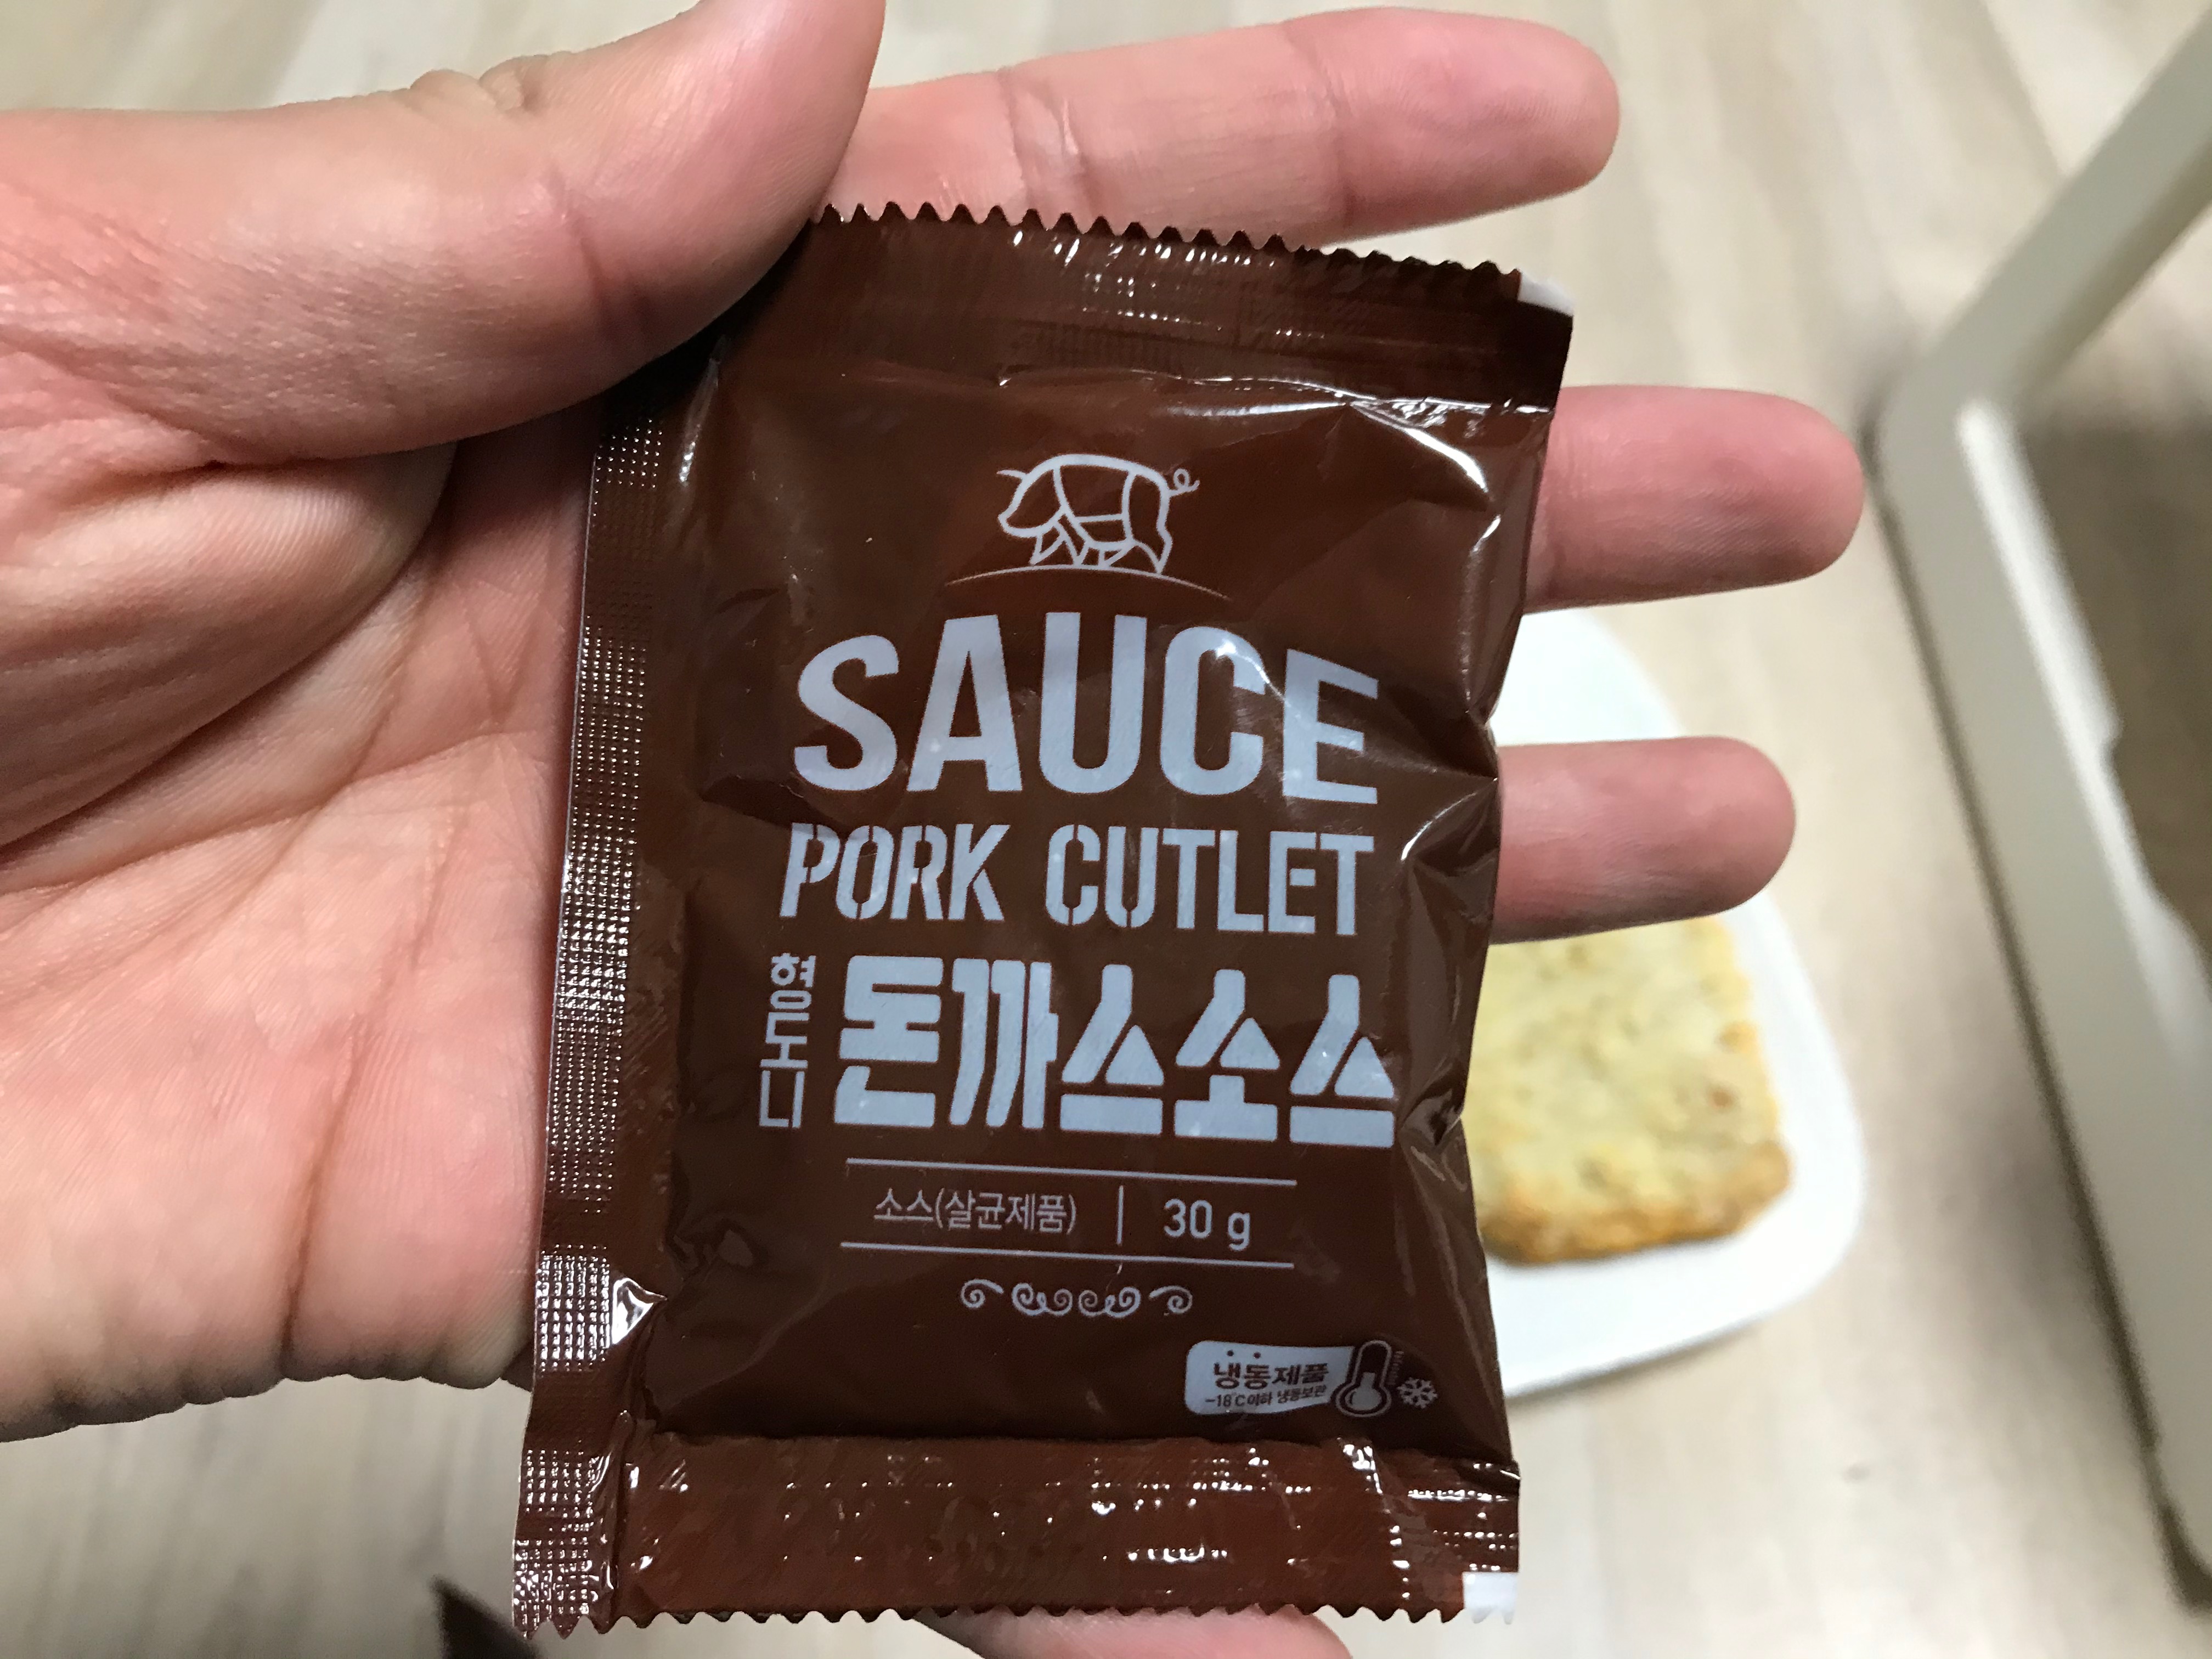 SAUCE
PORK CUTLET
형도니
돈까스소스
소스(살균제품) | 30 g
냉동제품
-18℃이하 냉동보관